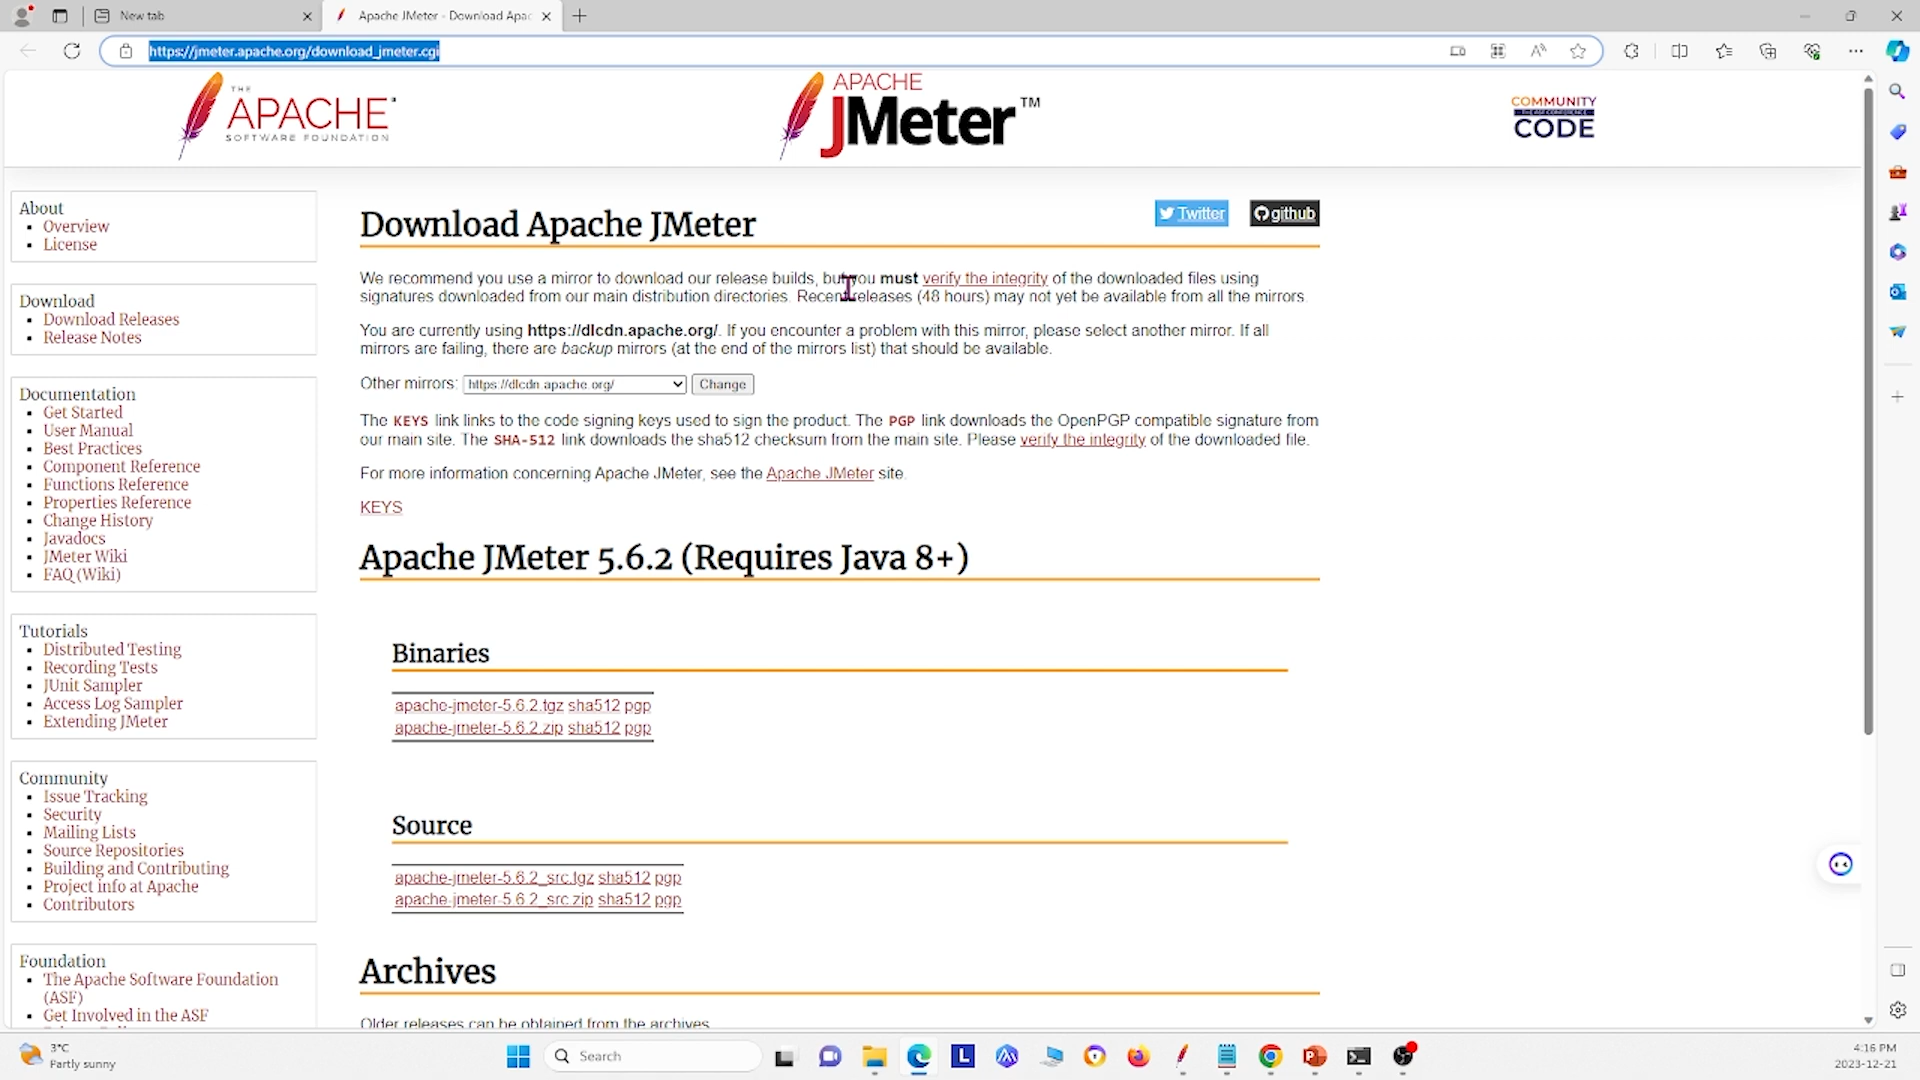 New tab
Apache JMeter - Download Apac
https://jmeter.apache.org/download_jmeter.cgi
THE
APACHE
SOFTWARE FOUNDATION
APACHE
JMeter TM
COMMUNITY
CODE
About
Overview
License
Download
Download Releases
Release Notes
Documentation
Get Started
User Manual
Best Practices
Component Reference
Functions Reference
Properties Reference
Change History
Javadocs
JMeter Wiki
FAQ (Wiki)
Tutorials
Distributed Testing
Recording Tests
JUnit Sampler
Access Log Sampler
Extending JMeter
Community
Issue Tracking
Security
Mailing Lists
Source Repositories
Building and Contributing
Project info at Apache
Contributors
Foundation
The Apache Software Foundation
(ASF)
Get Involved in the ASF
Download Apache JMeter
Twitter github
We recommend you use a mirror to download our release builds, but you must verify the integrity of the downloaded files using
signatures downloaded from our main distribution directories. Recent releases (48 hours) may not yet be available from all the mirrors.
You are currently using https://dlcdn.apache.org/. If you encounter a problem with this mirror, please select another mirror. If all
mirrors are failing, there are backup mirrors (at the end of the mirrors list) that should be available.
Other mirrors: https://dlcdn.apache.org/ Change
The KEYS link links to the code signing keys used to sign the product. The PGP link downloads the OpenPGP compatible signature from
our main site. The SHA-512 link downloads the sha512 checksum from the main site. Please verify the integrity of the downloaded file.
For more information concerning Apache JMeter, see the Apache JMeter site.
KEYS
Apache JMeter 5.6.2 (Requires Java 8+)
Binaries
apache-jmeter-5.6.2.tgz sha512 pgp
apache-jmeter-5.6.2.zip sha512 pgp
Source
apache-jmeter-5.6.2_src.tgz sha512 pgp
apache-jmeter-5.6.2_src.zip sha512 pgp
Archives
Older releases can be obtained from the archives.
3°C
Partly sunny
Search
L
4:16 PM
2023-12-21